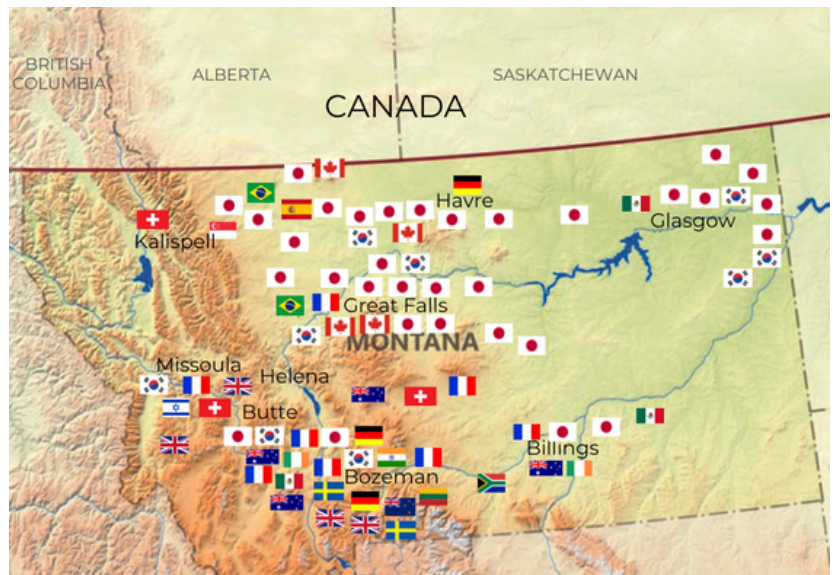 BRITISH
COLUMBIA
ALBERTA
SASKATCHEWAN
CANADA
Havre
Glasgow
Kalispell
Great Falls
MONTANA
Missoula
Helena
Butte
Billings
Bozeman